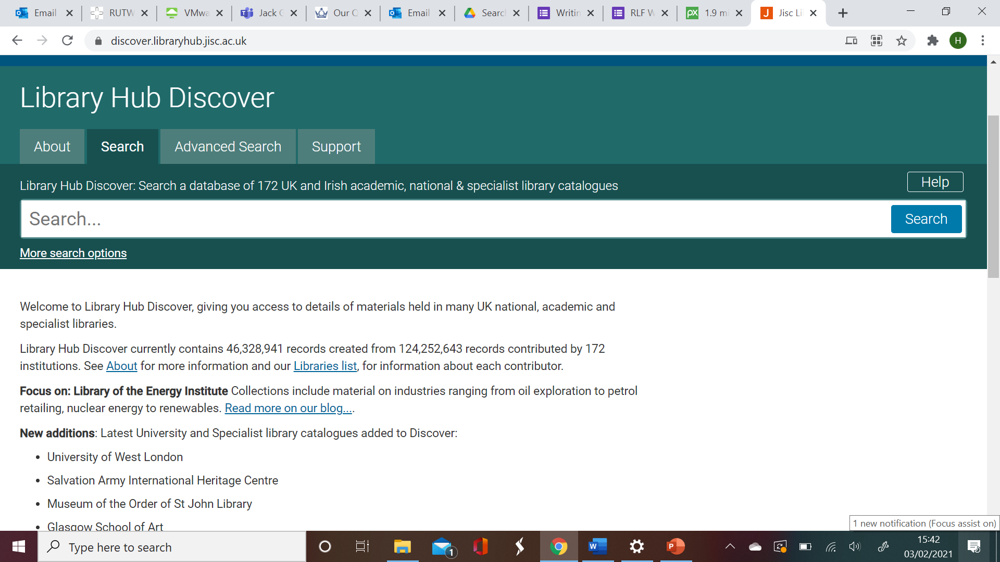 Email
RUTW
VMwa
Jack G
Our Q
Email
Search
Writin
RLF W
px 1.9 mi
J Jisc Li
discover.libraryhub.jisc.ac.uk
H
Library Hub Discover
About
Search
Advanced Search
Support
Library Hub Discover: Search a database of 172 UK and Irish academic, national & specialist library catalogues
Help
Search...
Search
More search options
Welcome to Library Hub Discover, giving you access to details of materials held in many UK national, academic and
specialist libraries.
Library Hub Discover currently contains 46,328,941 records created from 124,252,643 records contributed by 172
institutions. See About for more information and our Libraries list, for information about each contributor.
Focus on: Library of the Energy Institute Collections include material on industries ranging from oil exploration to petrol
retailing, nuclear energy to renewables. Read more on our blog....
New additions: Latest University and Specialist library catalogues added to Discover:
• University of West London
• Salvation Army International Heritage Centre
• Museum of the Order of St John Library
• Glasgow School of Art
1 new notification (Focus assist on)
Type here to search
1
W
P
15:42
03/02/2021